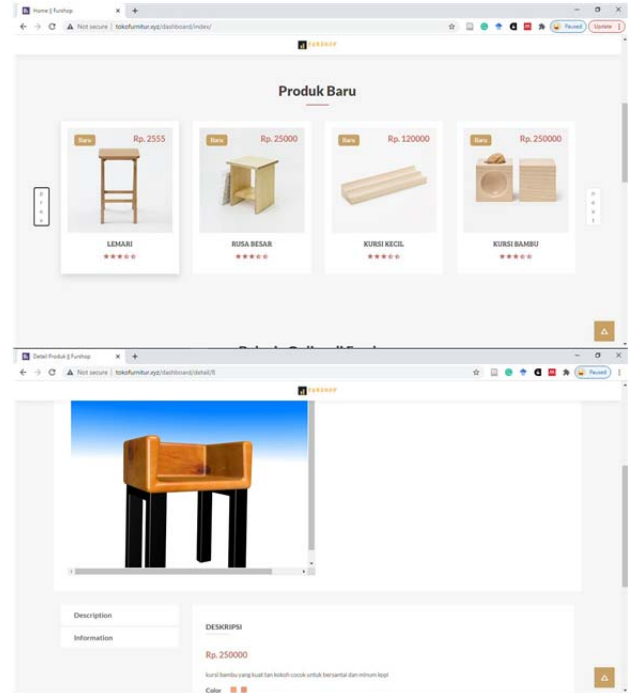 Home || Furshop
Not secure | tokofurnitur.xyz/dashboard/index/
Paused
Update
FURSHOP
Produk Baru
Baru Rp. 2555
Baru Rp. 25000
Baru Rp. 120000
Baru Rp. 250000
LEMARI
RUSA BESAR
KURSI KECIL
KURSI BAMBU
Detail Produk || Furshop
Not secure | tokofurnitur.xyz/dashboard/detail/8
Paused
FURSHOP
Description
Information
DESKRIPSI
Rp. 250000
kursi bambu yang kuat tan kokoh cocok untuk bersantai dan minum kopi
Color